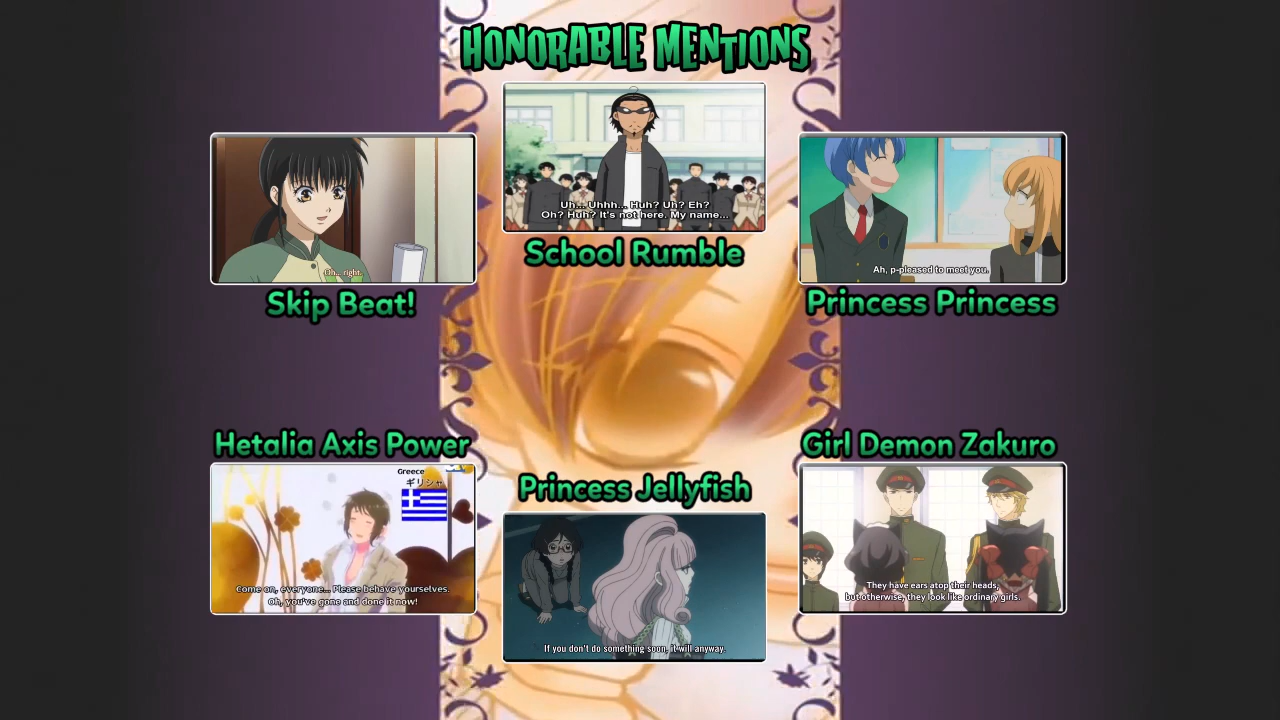 HONORABLE MENTIONS
Uh... Uhhh... Huh? Uh? Eh?
Oh? Huh? It's not here. My name...
School Rumble
Oh... right.
Skip Beat!
Ah, p-pleased to meet you.
Princess Princess
Hetalia Axis Power
Greece
ギリシャ
Come on, everyone... Please behave yourselves.
Oh, you've gone and done it now!
Princess Jellyfish
If you don't do something soon, it will anyway.
Girl Demon Zakuro
They have ears atop their heads,
but otherwise, they look like ordinary girls.